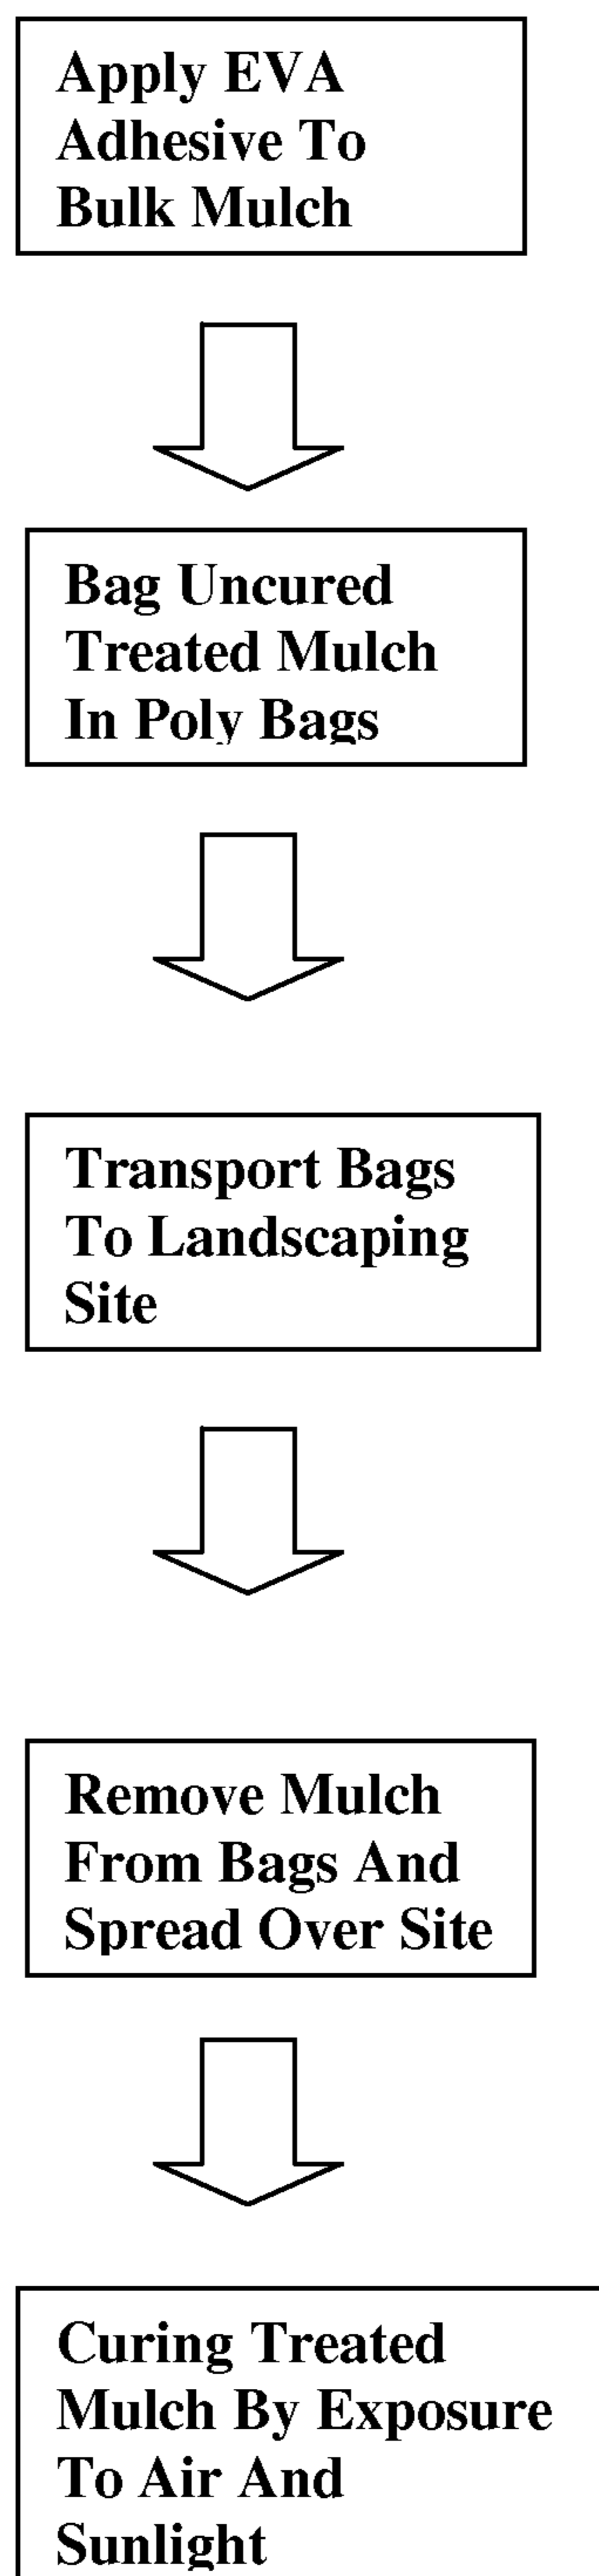 Apply EVA
Adhesive To
Bulk Mulch
Bag Uncured
Treated Mulch
In Poly Bags
Transport Bags
To Landscaping
Site
Remove Mulch
From Bags And
Spread Over Site
Curing Treated
Mulch By Exposure
To Air And
Sunlight